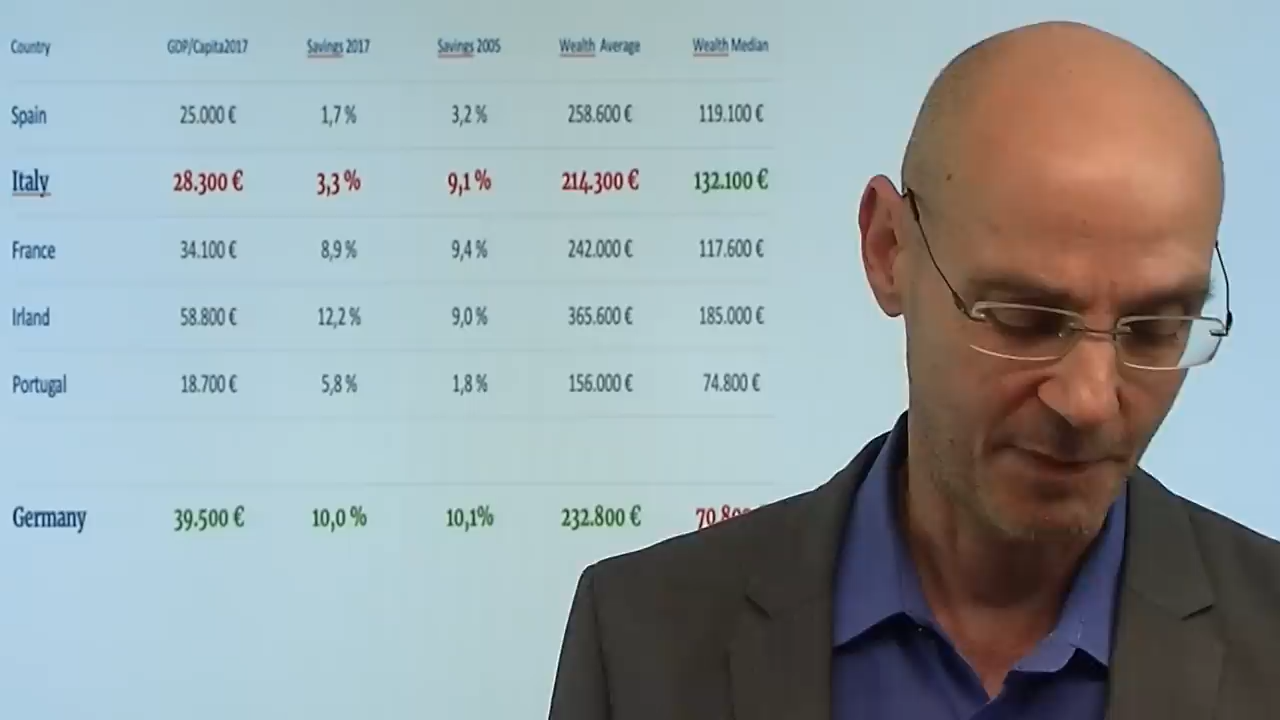 Country GDP/Capita2017 Savings 2017 Savings 2005 Wealth Average Wealth Median
Spain 25.000 € 1,7 % 3,2 % 258.600 € 119.100 €
Italy 28.300 € 3,3 % 9,1 % 214.300 € 132.100 €
France 34.100 € 8,9 % 9,4 % 242.000 € 117.600 €
Irland 58.800 € 12,2 % 9,0 % 365.600 € 185.000 €
Portugal 18.700 € 5,8 % 1,8 % 156.000 € 74.800 €
Germany 39.500 € 10,0 % 10,1% 232.800 €